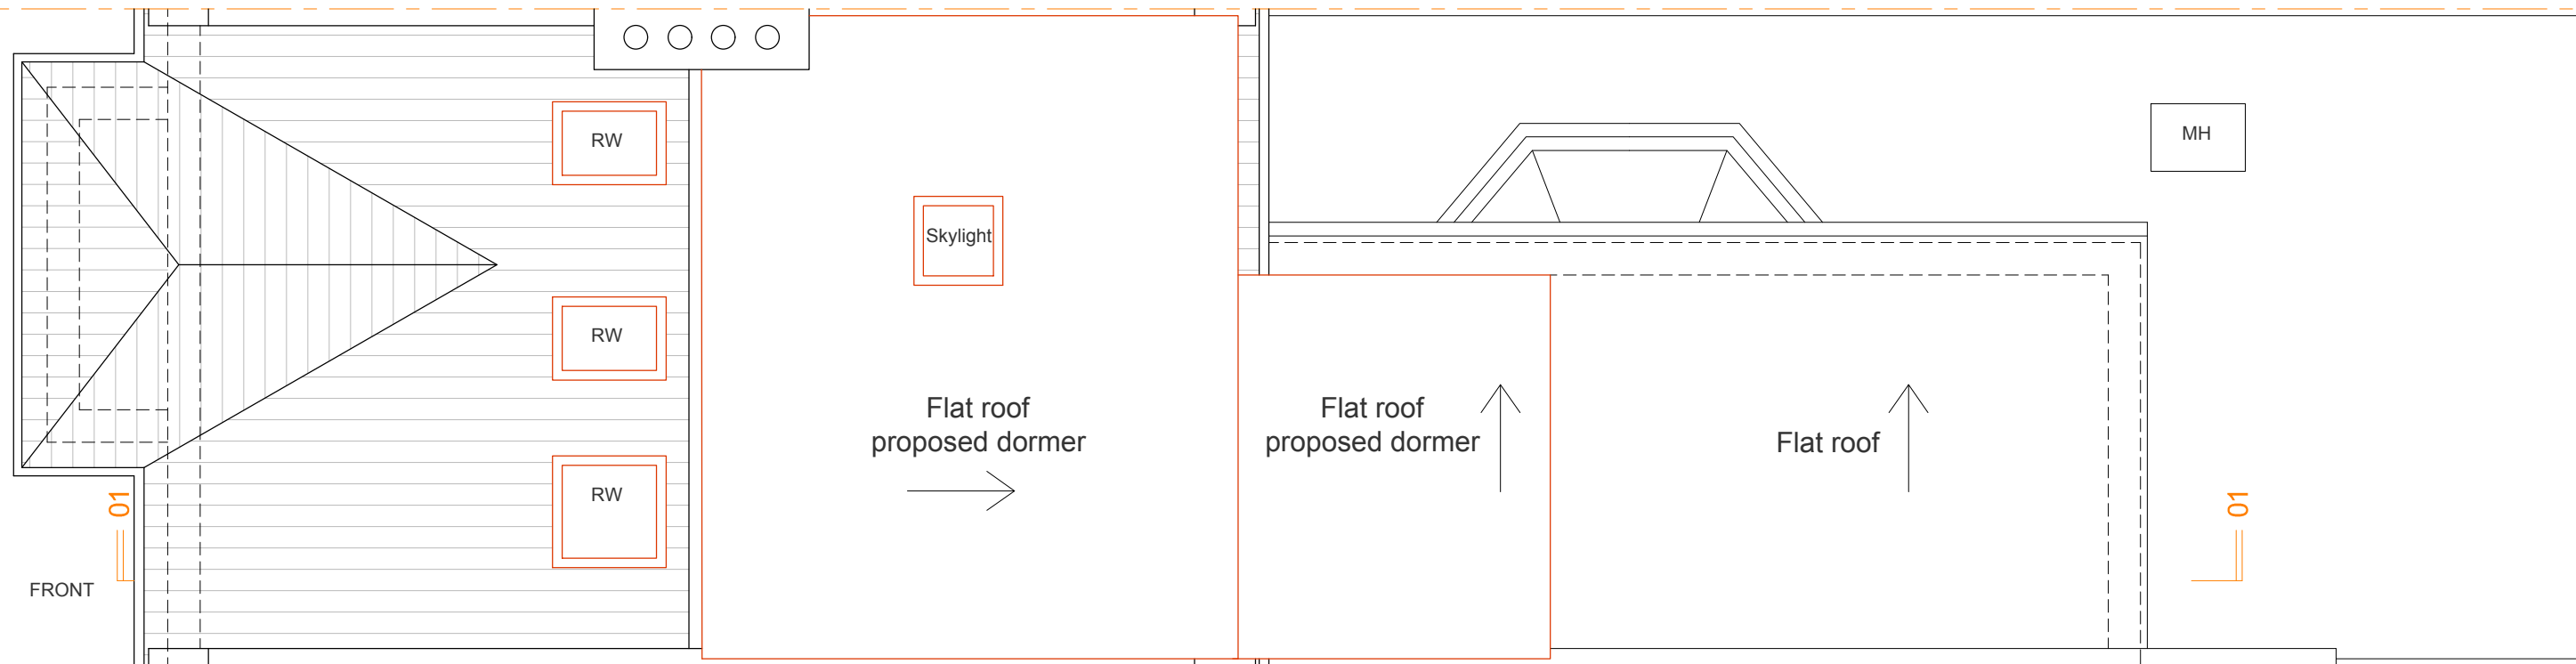 RW
MH
Skylight
RW
Flat roof
proposed dormer
Flat roof
proposed dormer
Flat roof
RW
01
01
FRONT